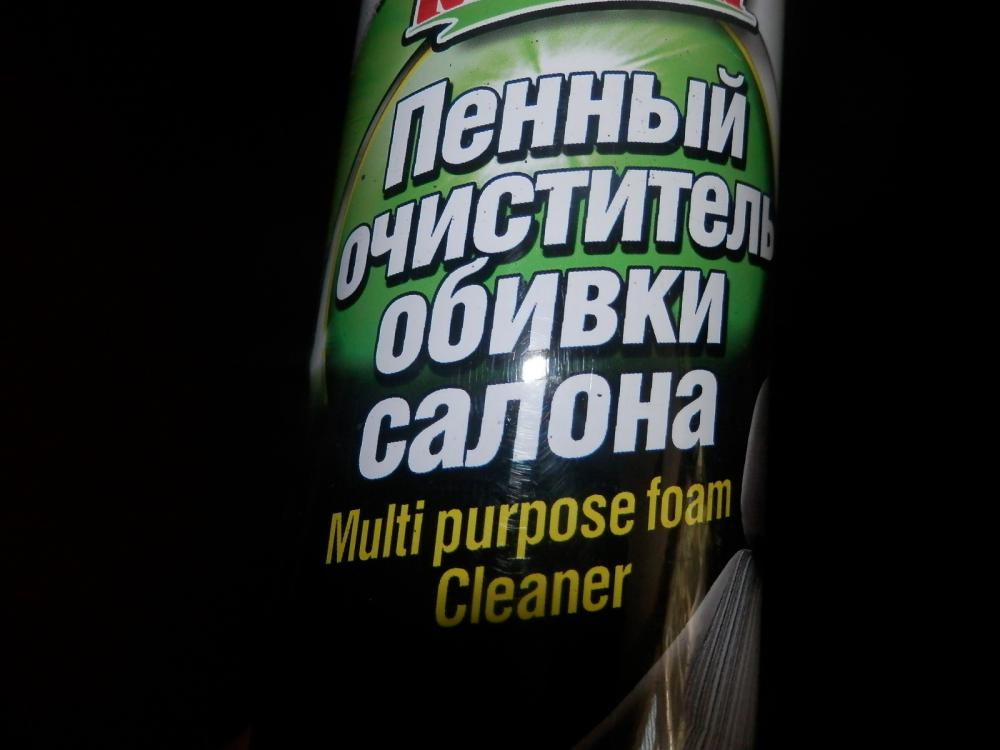 Пенный
очиститель
обивки
салона
Multi purpose foam
Cleaner